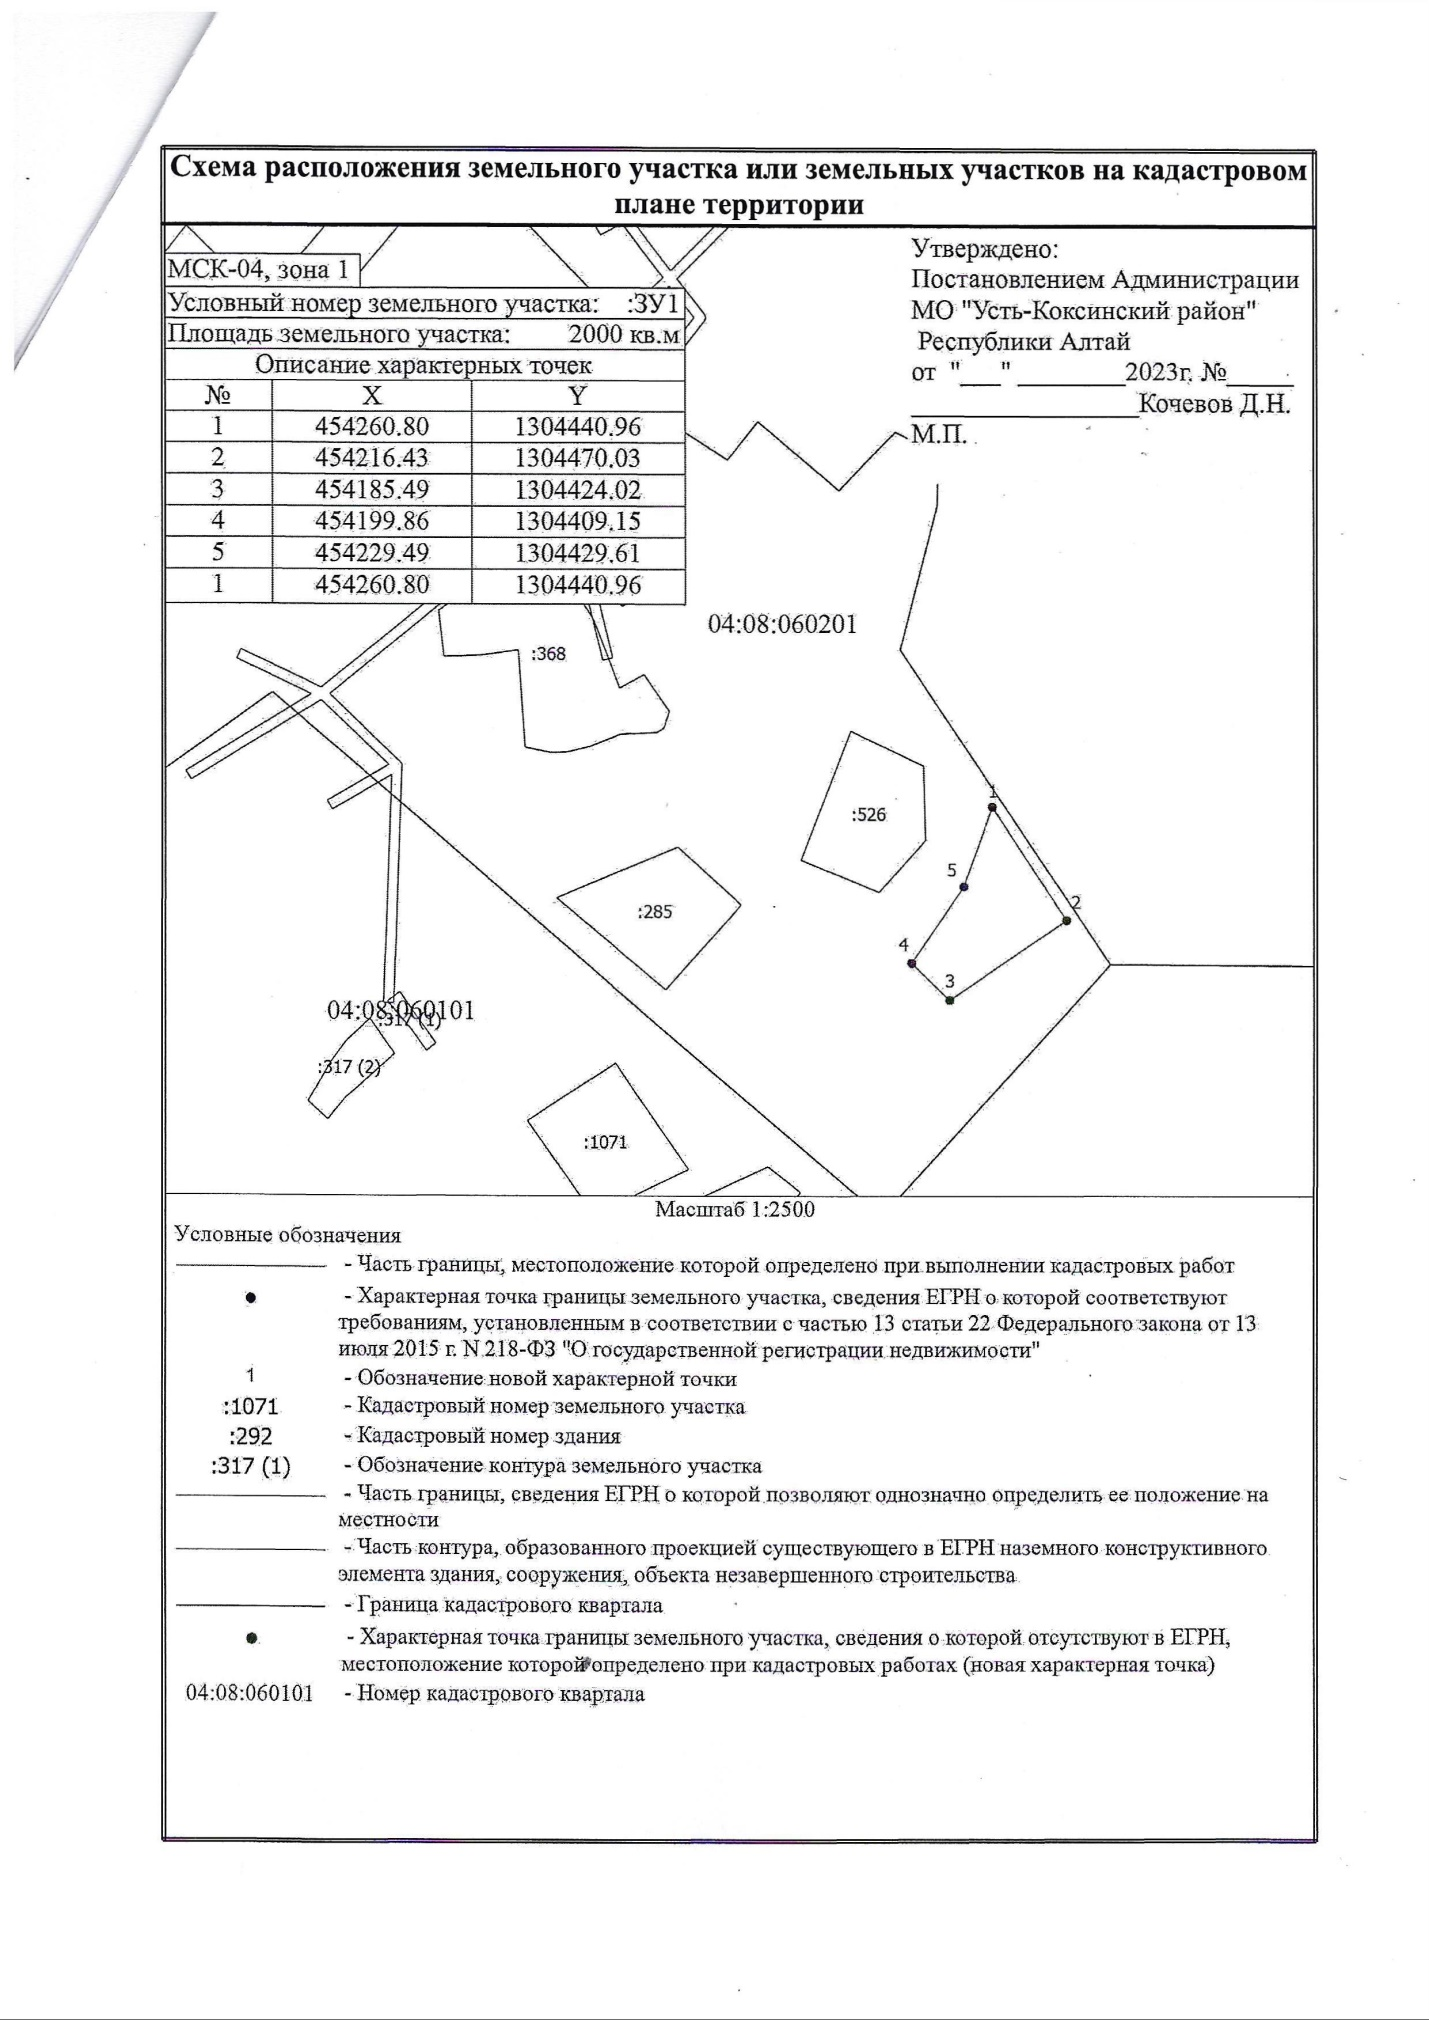 Схема расположения земельного участка или земельных участков на кадастровом
плане территории
МСК-04, зона 1
Условный номер земельного участка: :ЗУ1
Площадь земельного участка: 2000 кв.м
Описание характерных точек
№ X Y
1 454260.80 1304440.96
2 454216.43 1304470.03
3 454185.49 1304424.02
4 454199.86 1304409.15
5 454229.49 1304429.61
1 454260.80 1304440.96
Утверждено:
Постановлением Администрации
МО "Усть-Коксинский район"
Республики Алтай
от "___" ________2023г. №_____
_________________Кочевов Д.Н.
М.П.
04:08:060201
:368
:526
1
5
:285
2
4
3
04:08:060101
:317 (1)
:317 (2)
:1071
Масштаб 1:2500
Условные обозначения
- Часть границы, местоположение которой определено при выполнении кадастровых работ
- Характерная точка границы земельного участка, сведения ЕГРН о которой соответствуют
требованиям, установленным в соответствии с частью 13 статьи 22 Федерального закона от 13
июля 2015 г. N 218-ФЗ "О государственной регистрации недвижимости"
1 - Обозначение новой характерной точки
:1071 - Кадастровый номер земельного участка
:292 - Кадастровый номер здания
:317 (1) - Обозначение контура земельного участка
- Часть границы, сведения ЕГРН о которой позволяют однозначно определить ее положение на
местности
- Часть контура, образованного проекцией существующего в ЕГРН наземного конструктивного
элемента здания, сооружения, объекта незавершенного строительства
- Граница кадастрового квартала
- Характерная точка границы земельного участка, сведения о которой отсутствуют в ЕГРН,
местоположение которой определено при кадастровых работах (новая характерная точка)
04:08:060101 - Номер кадастрового квартала